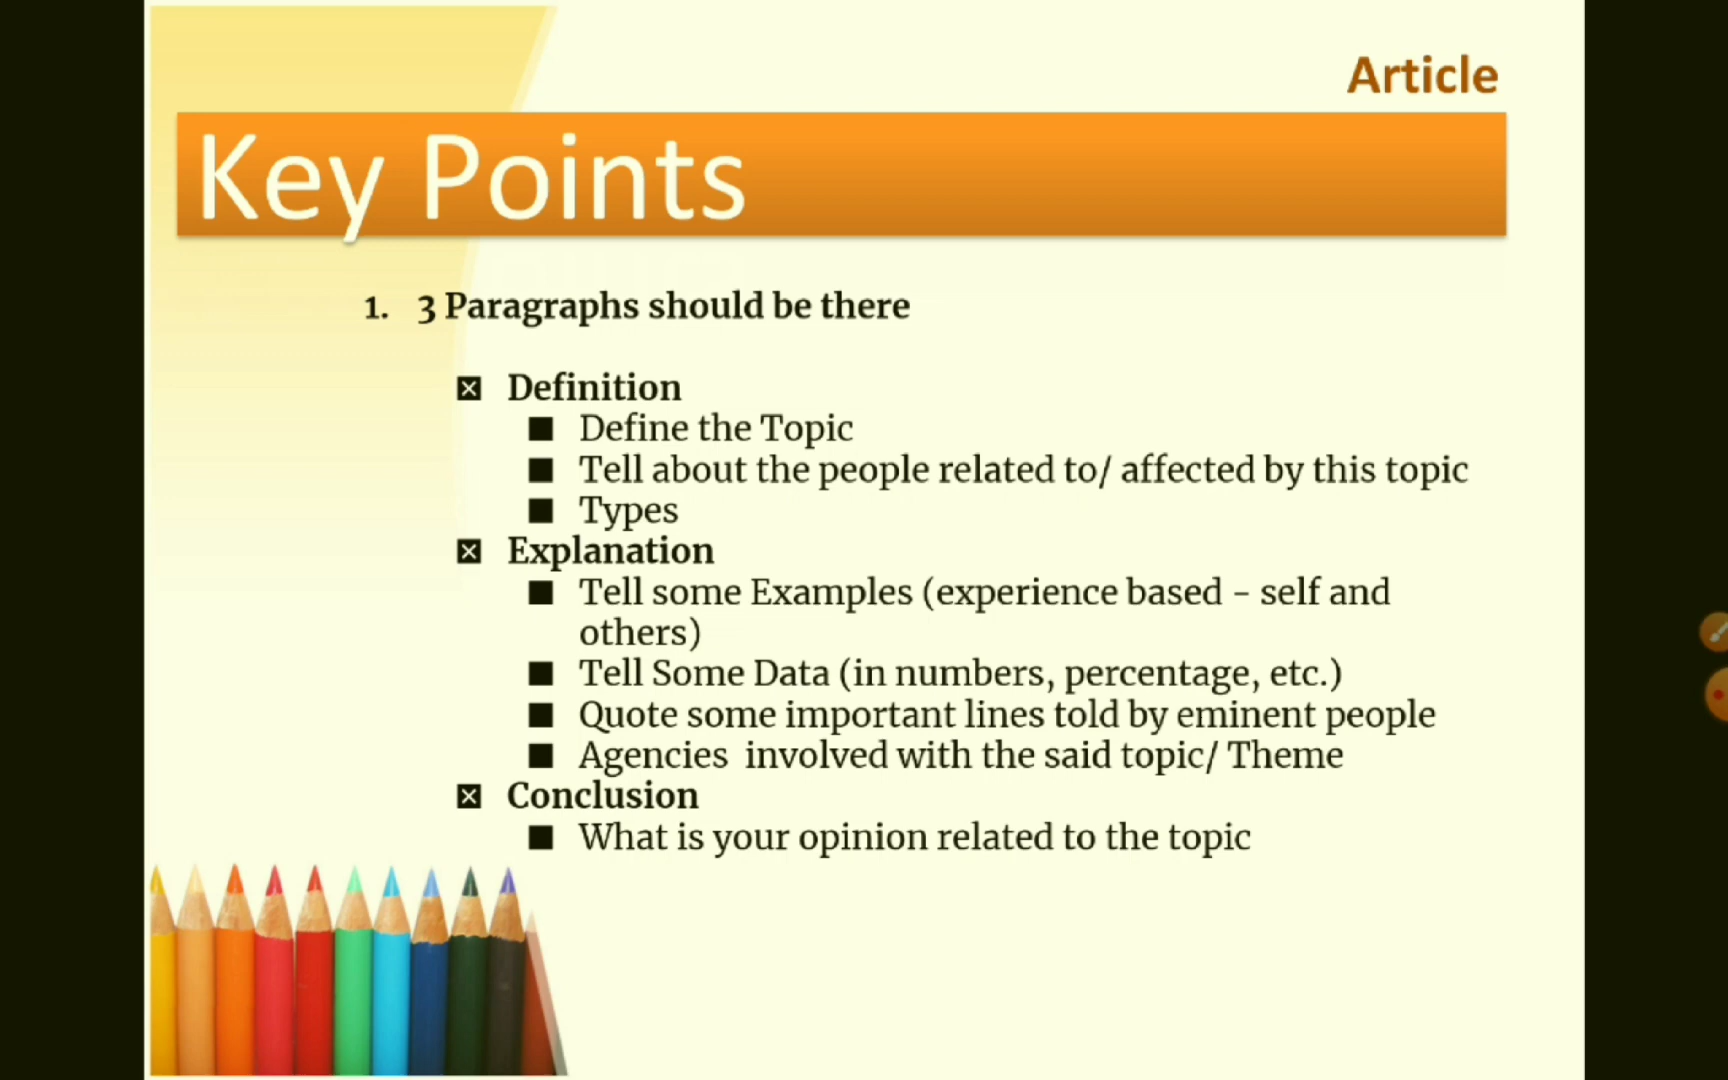 Article
Key Points
1. 3 Paragraphs should be there
Definition
Define the Topic
Tell about the people related to/ affected by this topic
Types
Explanation
Tell some Examples (experience based - self and
others)
Tell Some Data (in numbers, percentage, etc.)
Quote some important lines told by eminent people
Agencies involved with the said topic/ Theme
Conclusion
What is your opinion related to the topic